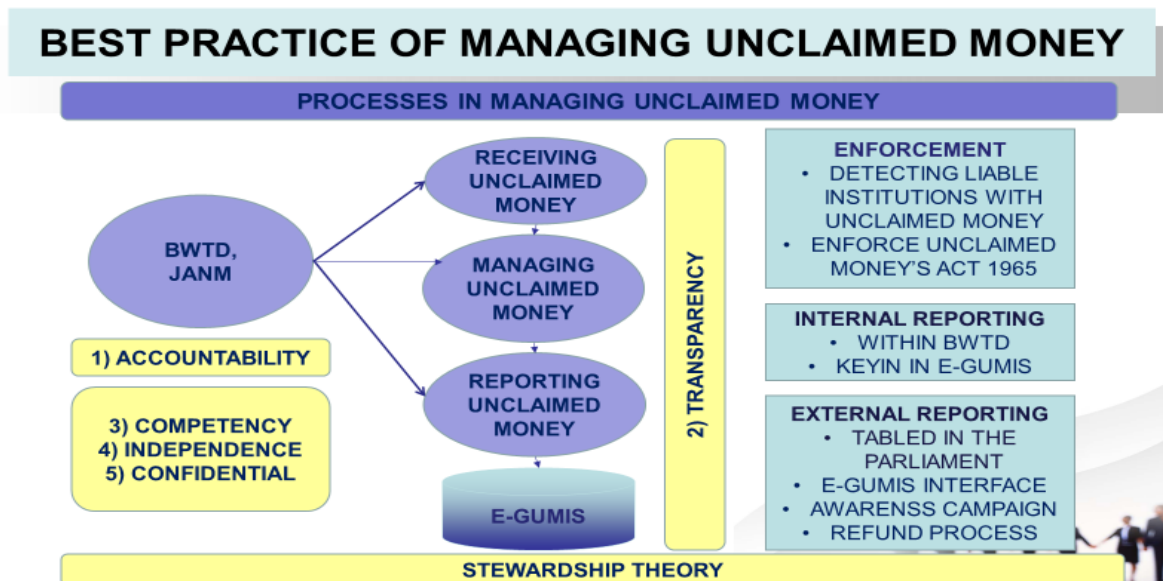 BEST PRACTICE OF MANAGING UNCLAIMED MONEY
PROCESSES IN MANAGING UNCLAIMED MONEY
BWTD,
JANM
1) ACCOUNTABILITY
3) COMPETENCY
4) INDEPENDENCE
5) CONFIDENTIAL
RECEIVING
UNCLAIMED
MONEY
MANAGING
UNCLAIMED
MONEY
REPORTING
UNCLAIMED
MONEY
E-GUMIS
2) TRANSPARENCY
ENFORCEMENT
• DETECTING LIABLE
INSTITUTIONS WITH
UNCLAIMED MONEY
• ENFORCE UNCLAIMED
MONEY'S ACT 1965
INTERNAL REPORTING
• WITHIN BWTD
• KEYIN IN E-GUMIS
EXTERNAL REPORTING
• TABLED IN THE
PARLIAMENT
• E-GUMIS INTERFACE
• AWARENSS CAMPAIGN
• REFUND PROCESS
STEWARDSHIP THEORY